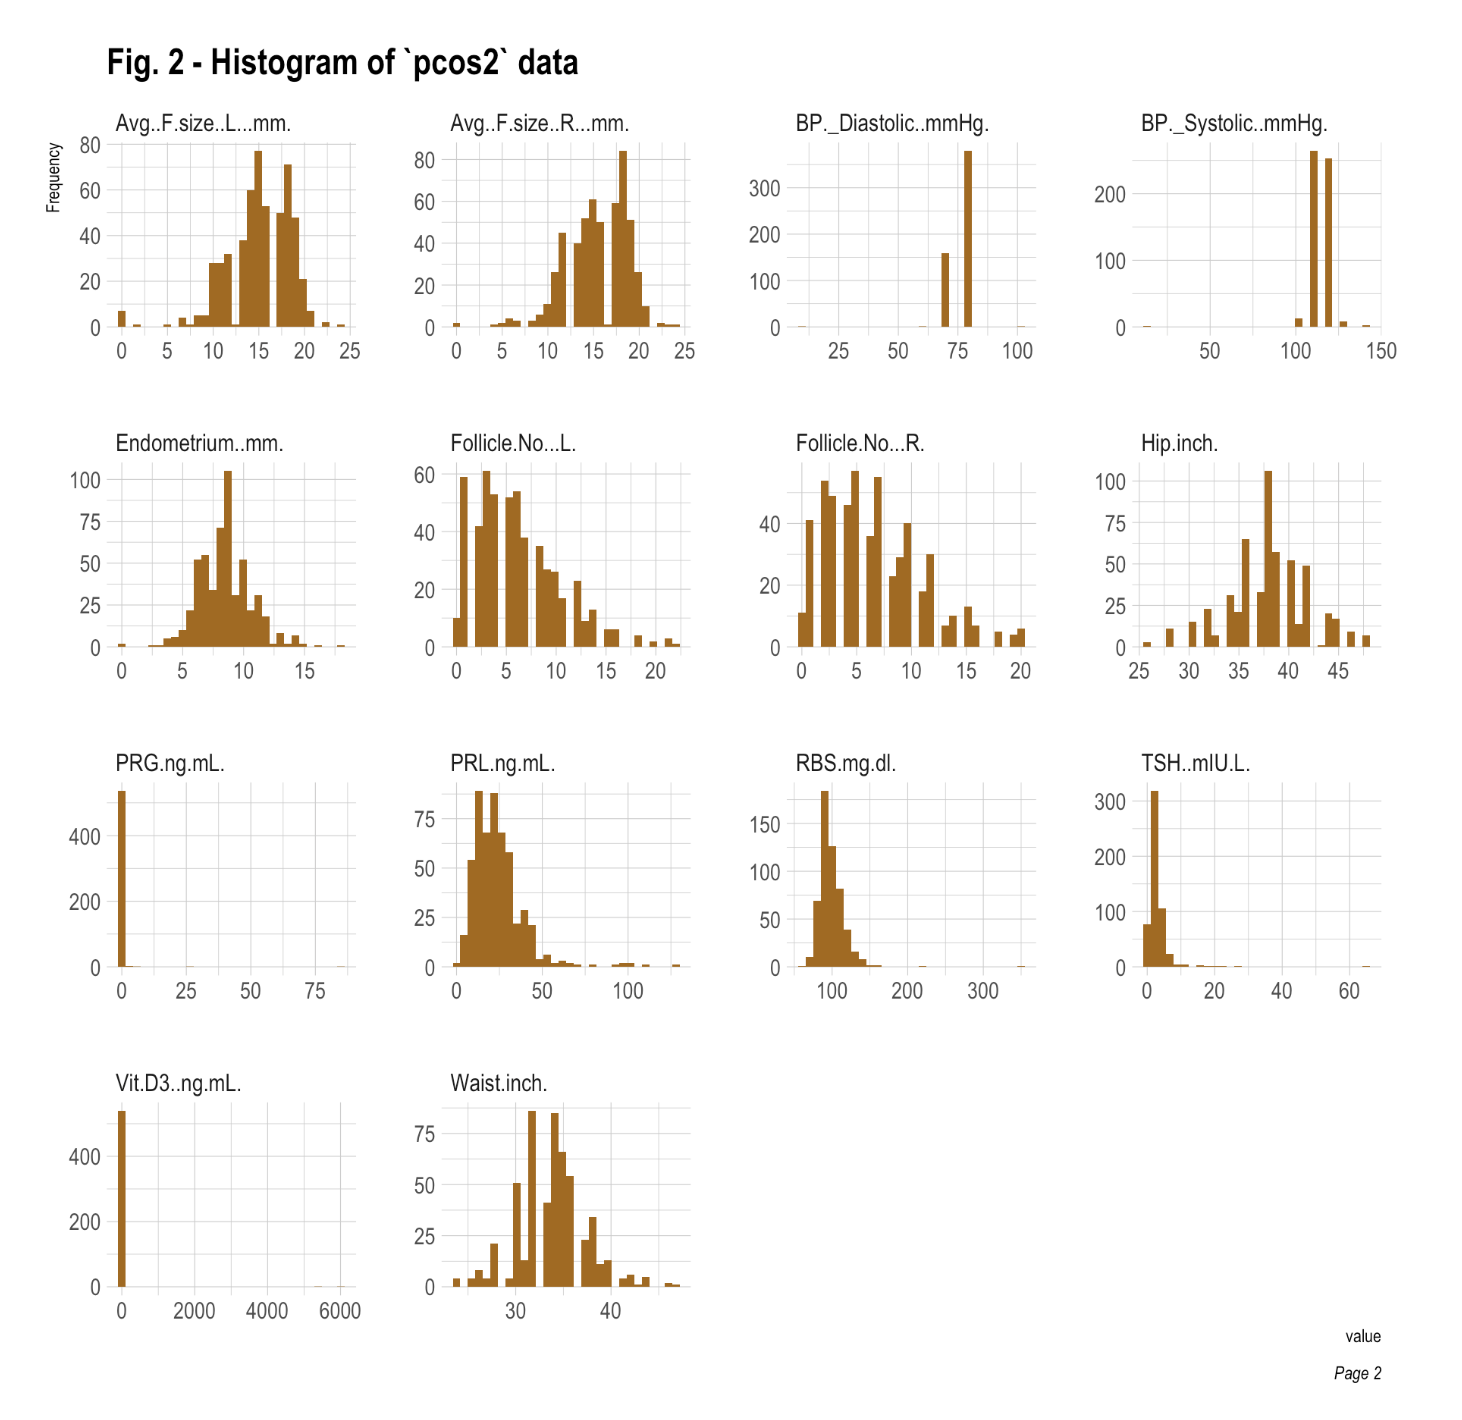 Fig. 2 - Histogram of `pcos2` data
Avg..F.size..L...mm. Avg..F.size..R...mm. BP._Diastolic..mmHg. BP._Systolic..mmHg.
Frequency
80
60
40
20
0
0 5 10 15 20 25
80
60
40
20
0
0 5 10 15 20 25
300
200
100
0
25 50 75 100
200
100
0
50 100 150
Endometrium..mm. Follicle.No...L. Follicle.No...R. Hip.inch.
100
75
50
25
0
0 5 10 15
60
40
20
0
0 5 10 15 20
40
20
0
0 5 10 15 20
100
75
50
25
0
25 30 35 40 45
PRG.ng.mL. PRL.ng.mL. RBS.mg.dl. TSH..mIU.L.
400
200
0
0 25 50 75
75
50
25
0
0 50 100
150
100
50
0
100 200 300
300
200
100
0
0 20 40 60
Vit.D3..ng.mL. Waist.inch.
400
200
0
0 2000 4000 6000
75
50
25
0
30 40
value
Page 2